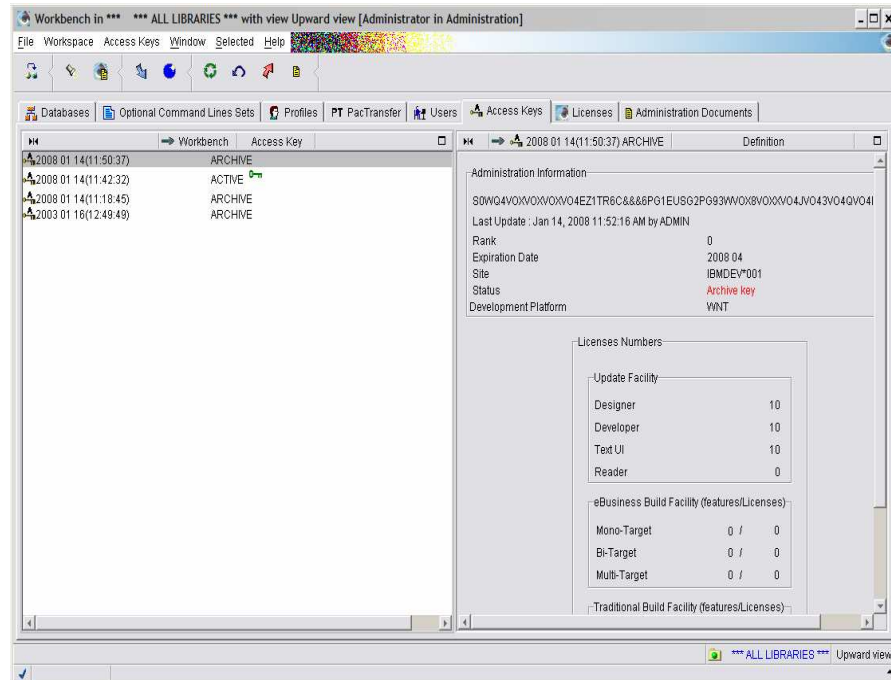 Workbench in *** *** ALL LIBRARIES *** with view Upward view [Administrator in Administration]
File Workspace Access Keys Window Selected Help
Databases Optional Command Lines Sets Profiles PT PacTransfer Users Access Keys Licenses Administration Documents
Workbench Access Key
2008 01 14(11:50:37) ARCHIVE
2008 01 14(11:42:32) ACTIVE
2008 01 14(11:18:45) ARCHIVE
2003 01 16(12:49:49) ARCHIVE
2008 01 14(11:50:37) ARCHIVE Definition
Administration Information
Last Update : Jan 14, 2008 11:52:16 AM by ADMIN
Rank 0
Expiration Date 2008 04
Site IBMDEV*001
Status Archive key
Development Platform WNT
Licenses Numbers
Update Facility
Designer 10
Developer 10
Text UI 10
Reader 0
eBusiness Build Facility (features/Licenses)
Mono-Target 0 / 0
Bi-Target 0 / 0
Multi-Target 0 / 0
Traditional Build Facility (features/Licenses)
*** ALL LIBRARIES *** Upward view